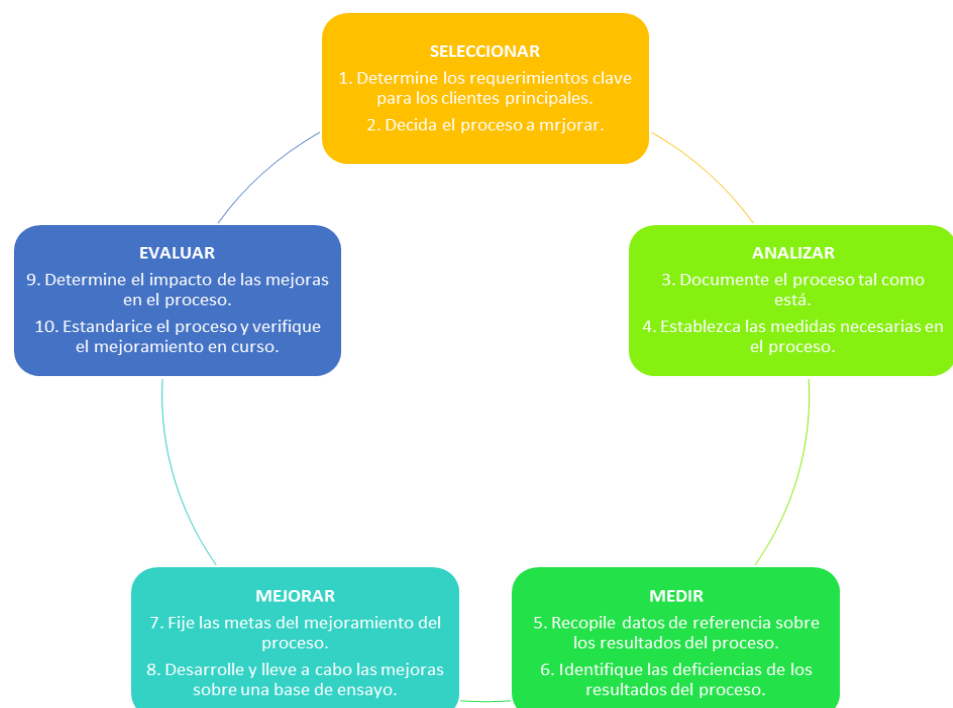 SELECCIONAR
1. Determine los requerimientos clave
para los clientes principales.
2. Decida el proceso a mrjorar.
ANALIZAR
3. Documente el proceso tal como
está.
4. Establezca las medidas necesarias en
el proceso.
MEDIR
5. Recopile datos de referencia sobre
los resultados del proceso.
6. Identifique las deficiencias de los
resultados del proceso.
MEJORAR
7. Fije las metas del mejoramiento del
proceso.
8. Desarrolle y lleve a cabo las mejoras
sobre una base de ensayo.
EVALUAR
9. Determine el impacto de las mejoras
en el proceso.
10. Estandarice el proceso y verifique
el mejoramiento en curso.